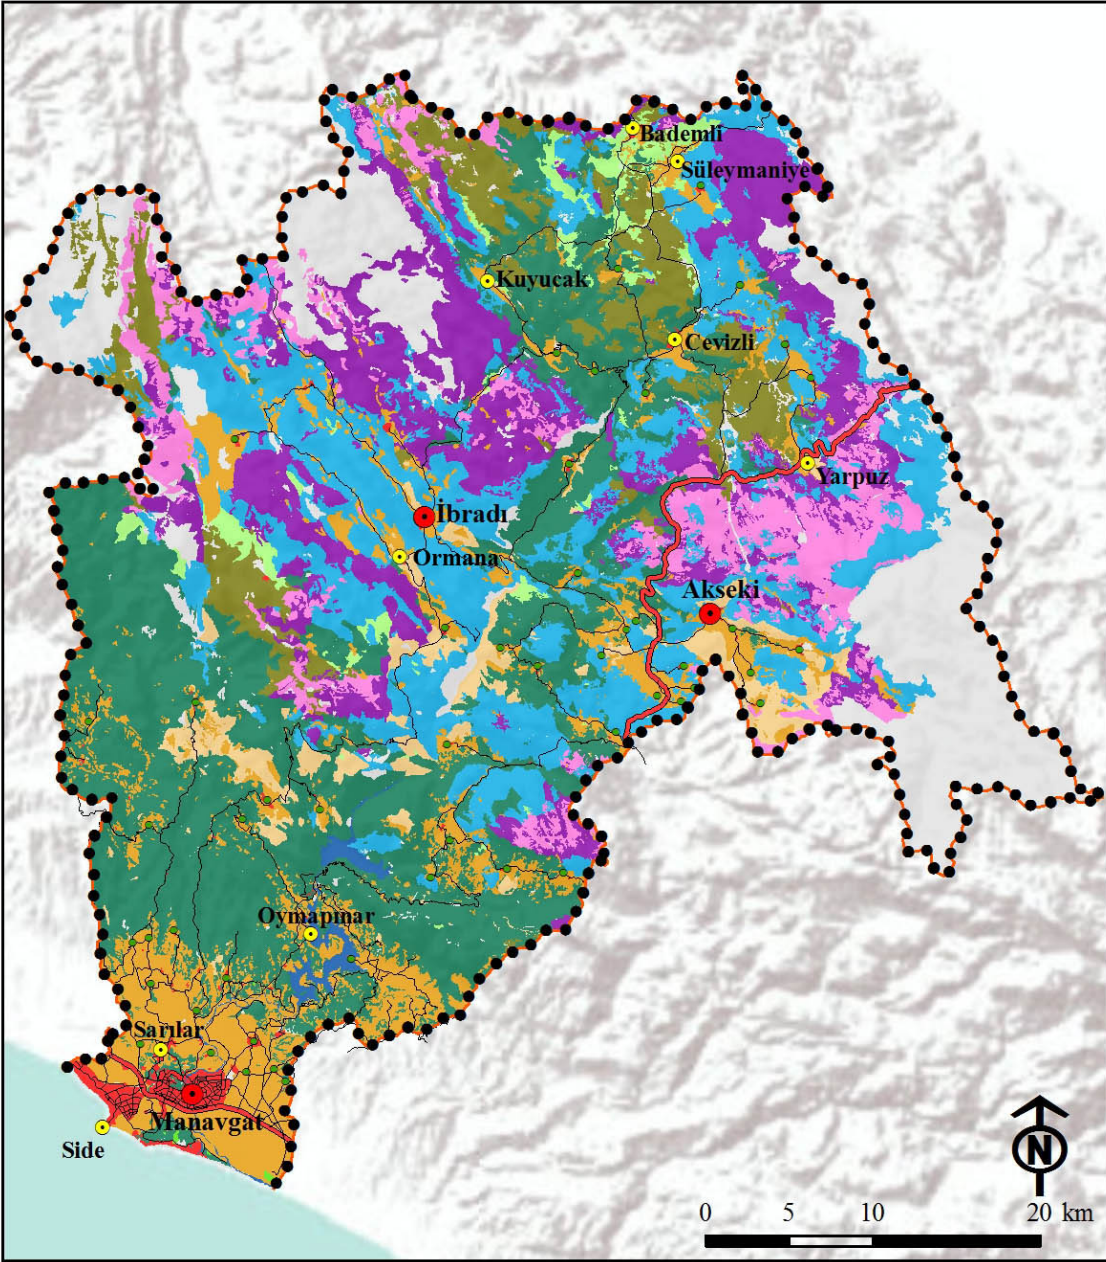 Bademli
Süleymaniye
Kuyucak
Cevizli
Yarpuz
İbradı
Ormana
Akseki
Oymapınar
Sarılar
Manavgat
Side
N
0 5 10 20 km